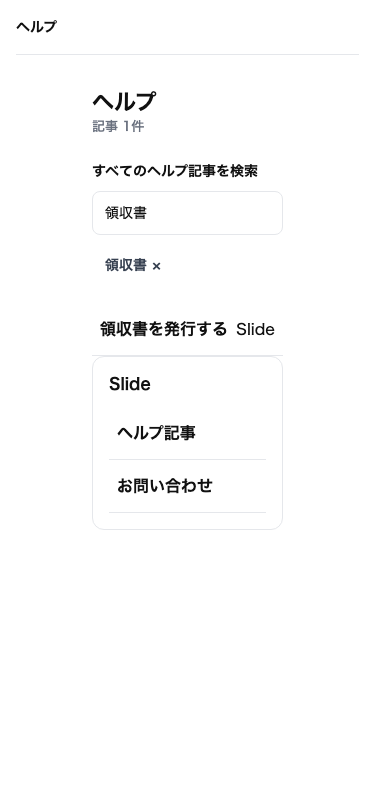 ヘルプ
ヘルプ
記事 1件
すべてのヘルプ記事を検索
領収書
領収書 ×
領収書を発行する Slide
Slide
ヘルプ記事
お問い合わせ